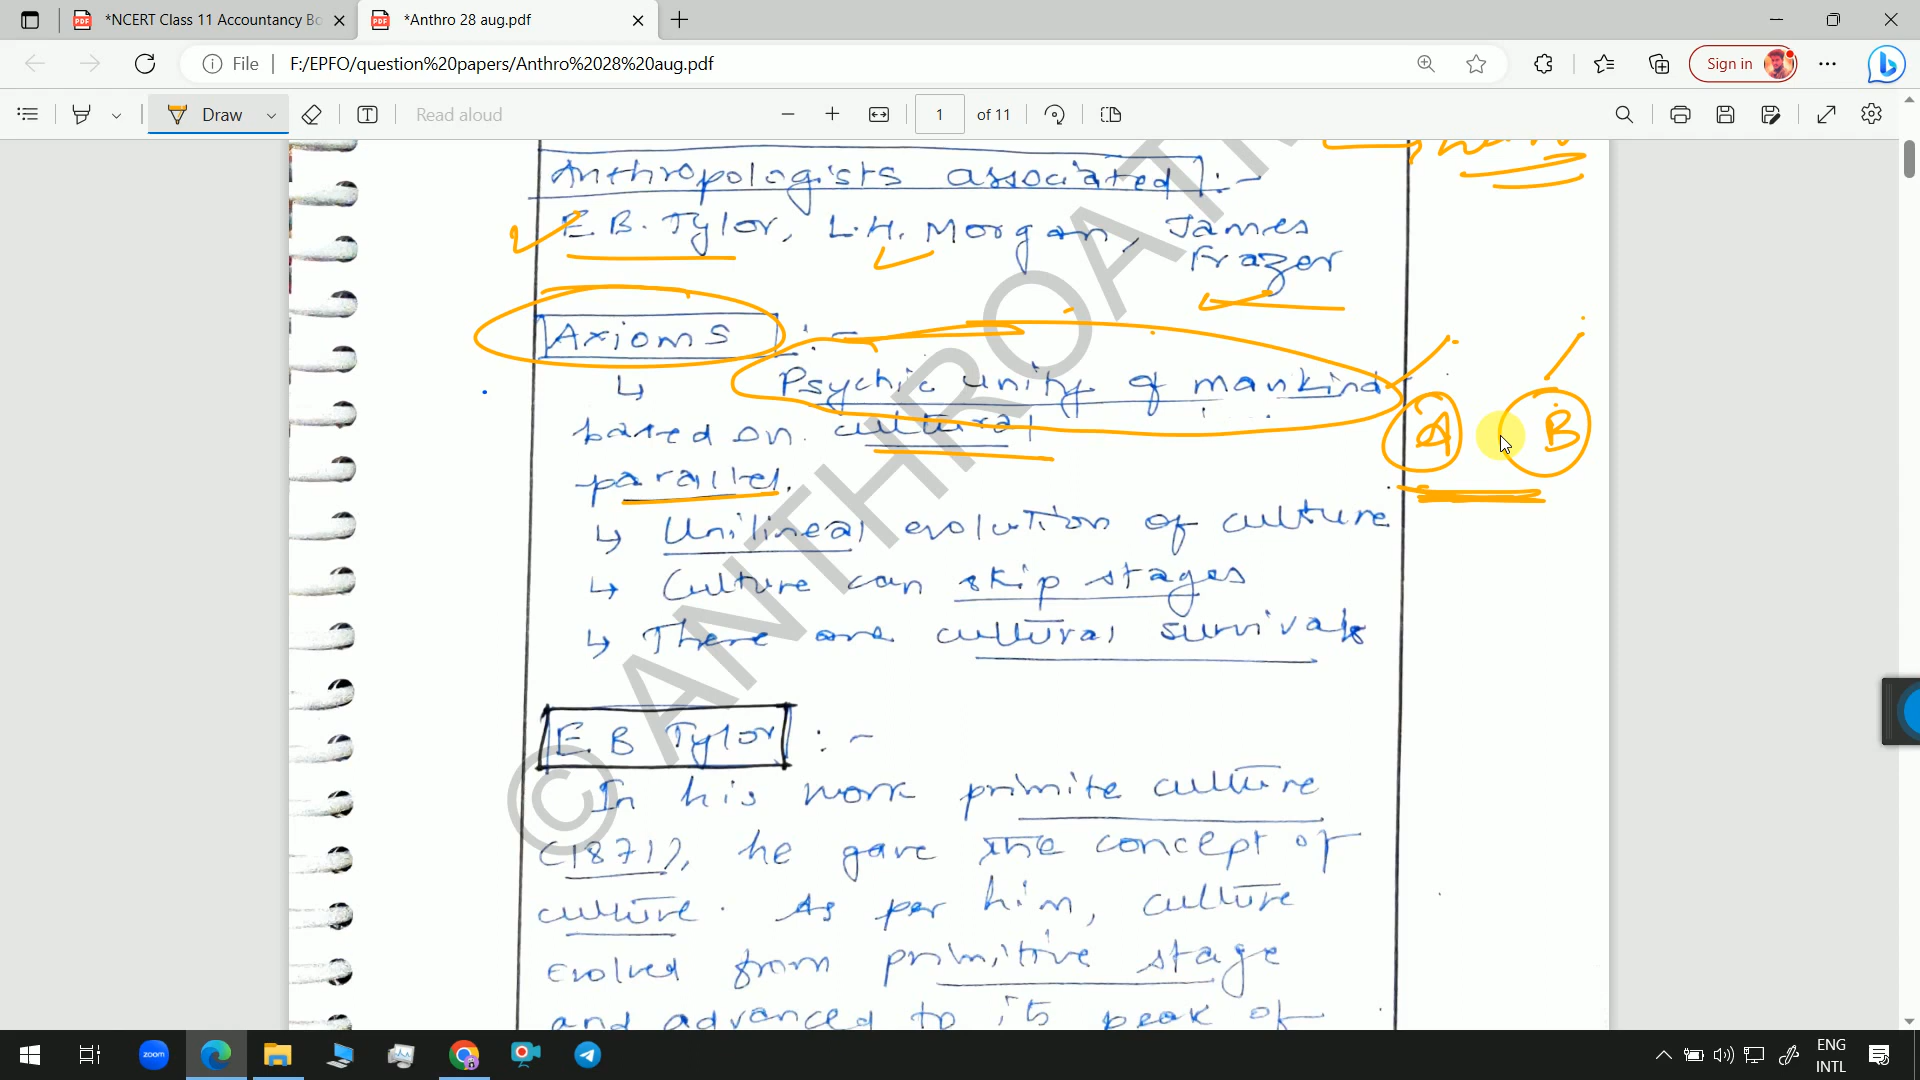 *NCERT Class 11 Accountancy Bo
*Anthro 28 aug.pdf
File
F:/EPFO/question%20papers/Anthro%2028%20aug.pdf
Sign in
Draw
Read aloud
1 of 11
Anthropologists associated :-
E.B. Tylor, L.H. Morgan, James
Frazer
Axioms :-
↳ Psychic unity of mankind
based on cultural
parallel.
A B
↳ Unilineal evolution of culture
↳ Culture can skip stages
↳ There are cultural survivals
E. B Tylor :-
In his work primite culture
(1871), he gave the concept of
culture. As per him, culture
evolved from primitive stage
and advanced to its peak of
© ANTHROAT
zoom
ENG
INTL